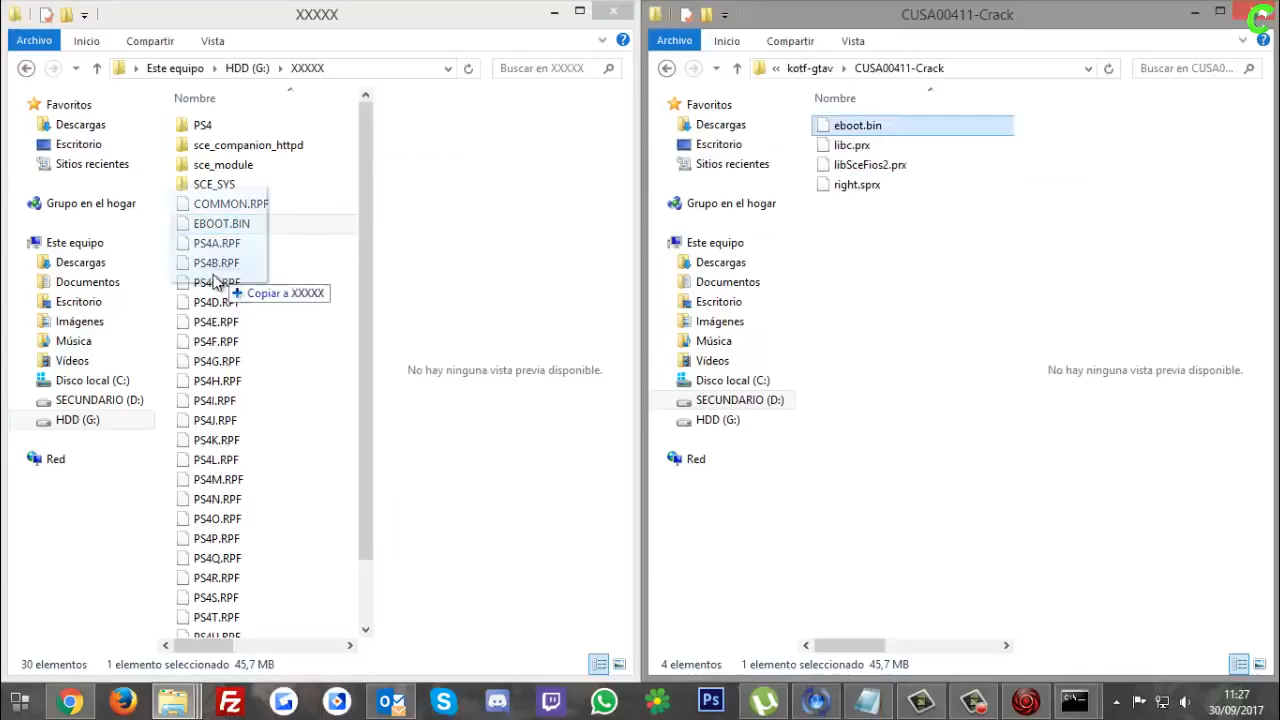 XXXXX
Archivo Inicio Compartir Vista
Este equipo HDD (G:) XXXXX
Buscar en XXXXX
Favoritos
Descargas
Escritorio
Sitios recientes
Grupo en el hogar
Este equipo
Descargas
Documentos
Escritorio
Imágenes
Música
Vídeos
Disco local (C:)
SECUNDARIO (D:)
HDD (G:)
Red
Nombre
PS4
sce_companion_httpd
sce_module
SCE_SYS
COMMON.RPF
EBOOT.BIN
PS4A.RPF
PS4B.RPF
Copiar a XXXXX
PS4D.RPF
PS4E.RPF
PS4F.RPF
PS4G.RPF
PS4H.RPF
PS4I.RPF
PS4J.RPF
PS4K.RPF
PS4L.RPF
PS4M.RPF
PS4N.RPF
PS4O.RPF
PS4P.RPF
PS4Q.RPF
PS4R.RPF
PS4S.RPF
PS4T.RPF
PS4U.RPF
No hay ninguna vista previa disponible.
30 elementos 1 elemento seleccionado 45,7 MB
CUSA00411-Crack
Archivo Inicio Compartir Vista
« kotf-gtav CUSA00411-Crack
Buscar en CUSA0...
Favoritos
Descargas
Escritorio
Sitios recientes
Grupo en el hogar
Este equipo
Descargas
Documentos
Escritorio
Imágenes
Música
Vídeos
Disco local (C:)
SECUNDARIO (D:)
HDD (G:)
Red
Nombre
eboot.bin
libc.prx
libSceFios2.prx
right.sprx
No hay ninguna vista previa disponible.
4 elementos 1 elemento seleccionado 45,7 MB
11:27
30/09/2017